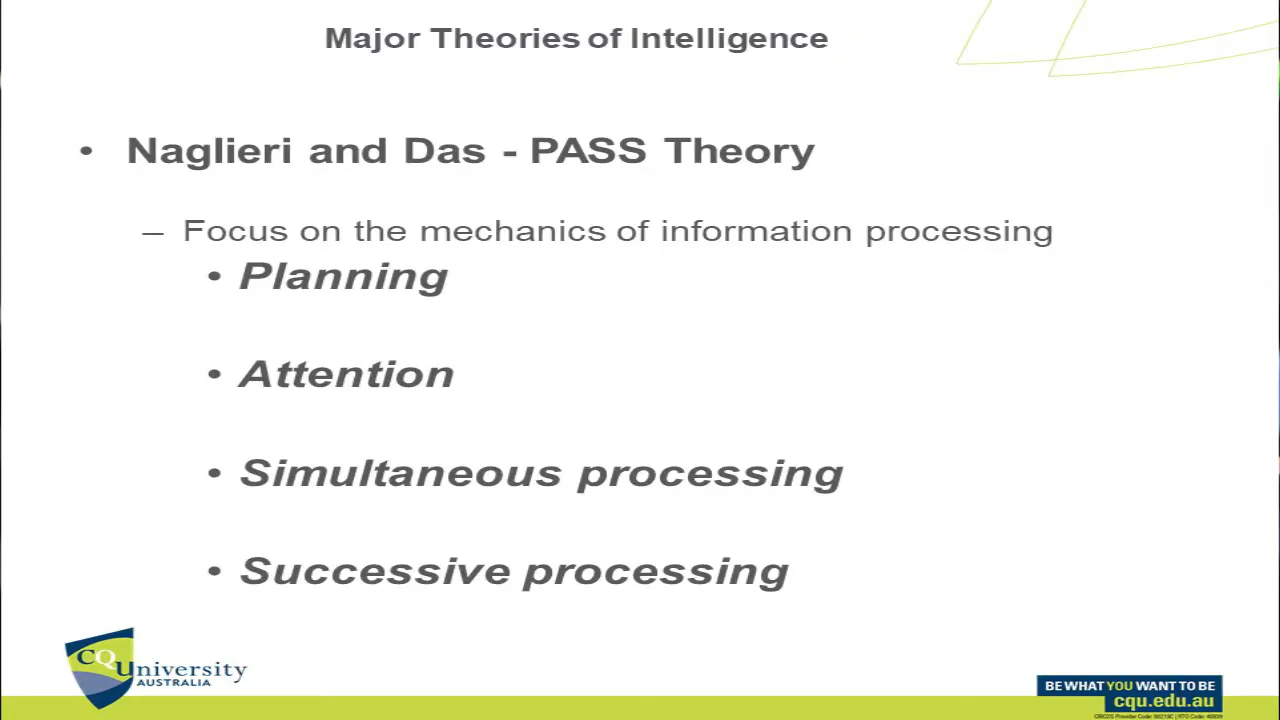 Major Theories of Intelligence
• Naglieri and Das - PASS Theory
– Focus on the mechanics of information processing
• Planning
• Attention
• Simultaneous processing
• Successive processing
CQUniversity
AUSTRALIA
BE WHAT YOU WANT TO BE
cqu.edu.au